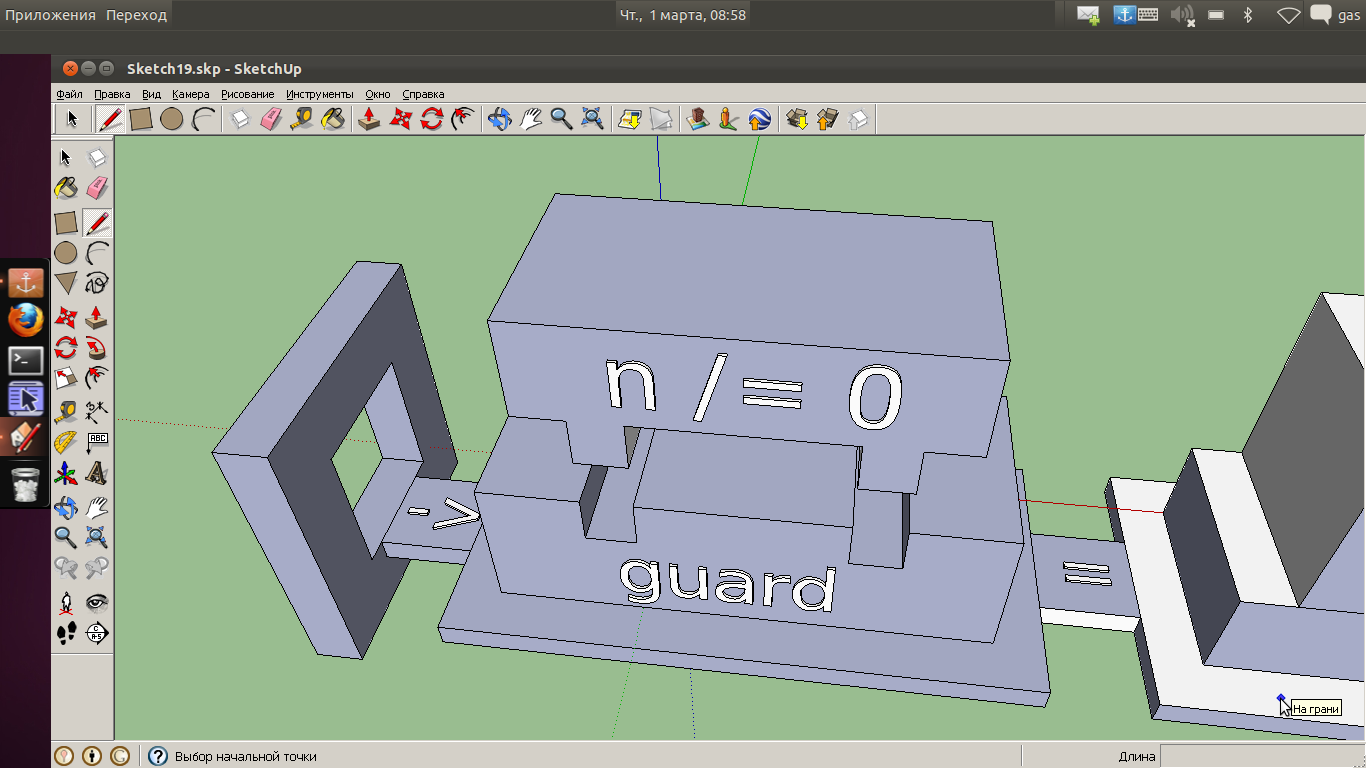 Приложения Переход Чт., 1 марта, 08:58 gas
Sketch19.skp - SketchUp
Файл Правка Вид Камера Рисование Инструменты Окно Справка
ABC
A
n /= 0
->
guard
=
На грани
Выбор начальной точки Длина